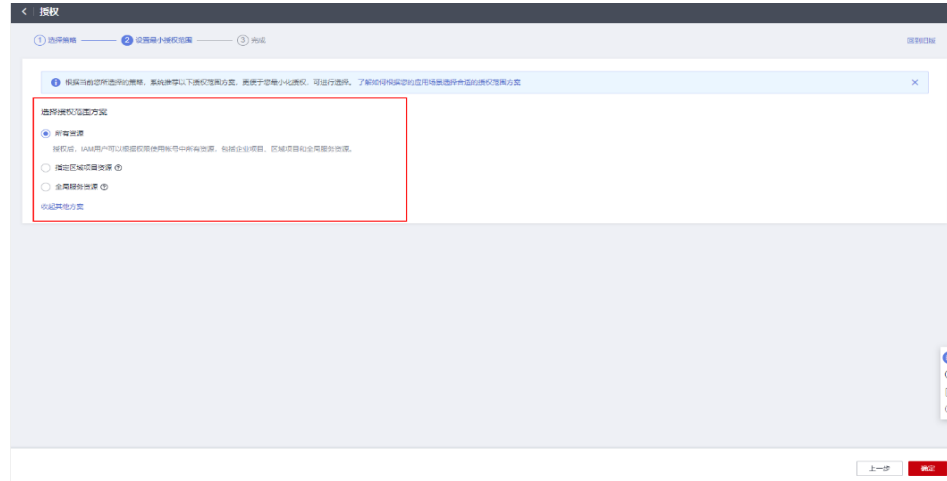 授权
1 选择策略 2 设置最小授权范围 3 完成
回到旧版
根据当前您所选择的策略，系统推荐以下授权范围方案，更便于您最小化授权，可进行选择。了解如何根据您的应用场景选择合适的授权范围方案
选择授权范围方案
所有资源
授权后，IAM用户可以根据权限使用帐号中所有资源，包括企业项目、区域项目和全局服务资源。
指定区域项目资源
全局服务资源
收起其他方案
上一步 确定